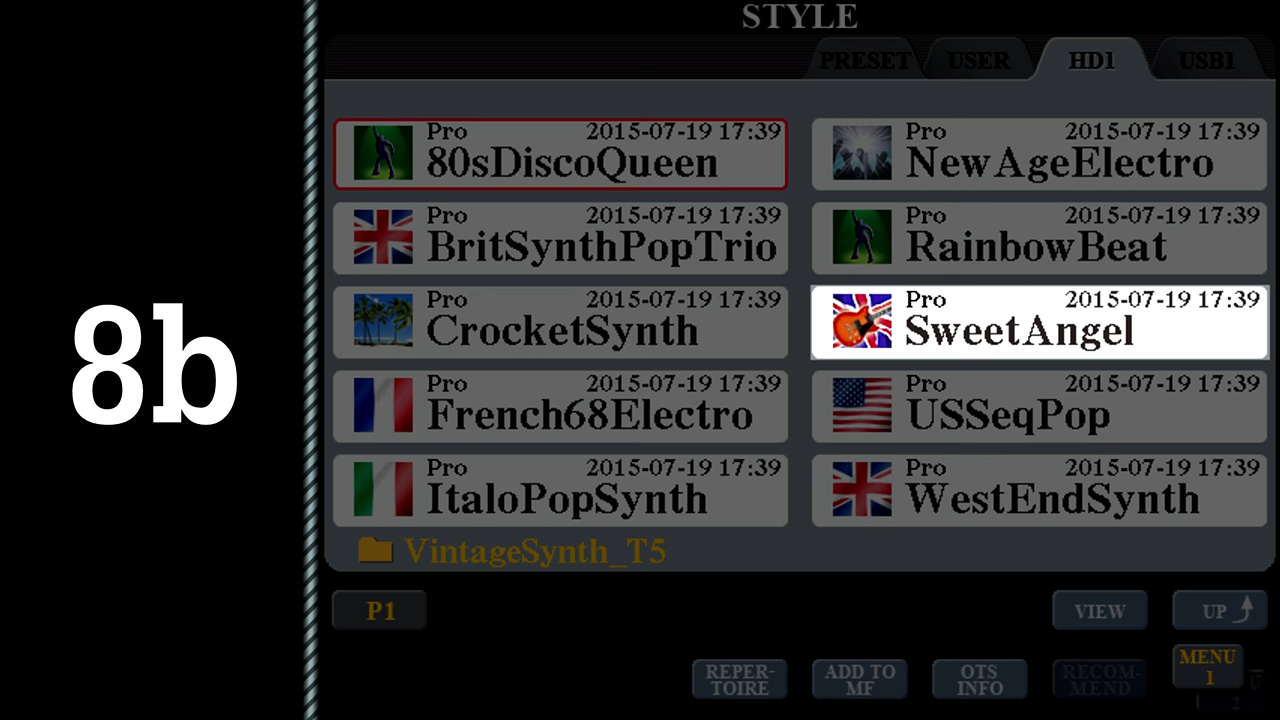 8b
STYLE
PRESET
USER
HD1
USB1
Pro 2015-07-19 17:39
80sDiscoQueen
Pro 2015-07-19 17:39
BritSynthPopTrio
Pro 2015-07-19 17:39
CrocketSynth
Pro 2015-07-19 17:39
French68Electro
Pro 2015-07-19 17:39
ItaloPopSynth
Pro 2015-07-19 17:39
NewAgeElectro
Pro 2015-07-19 17:39
RainbowBeat
Pro 2015-07-19 17:39
SweetAngel
Pro 2015-07-19 17:39
USSeqPop
Pro 2015-07-19 17:39
WestEndSynth
VintageSynth_T5
P1
VIEW
UP
REPER-
TOIRE
ADD TO
MF
OTS
INFO
RECOM-
MEND
MENU
1
2